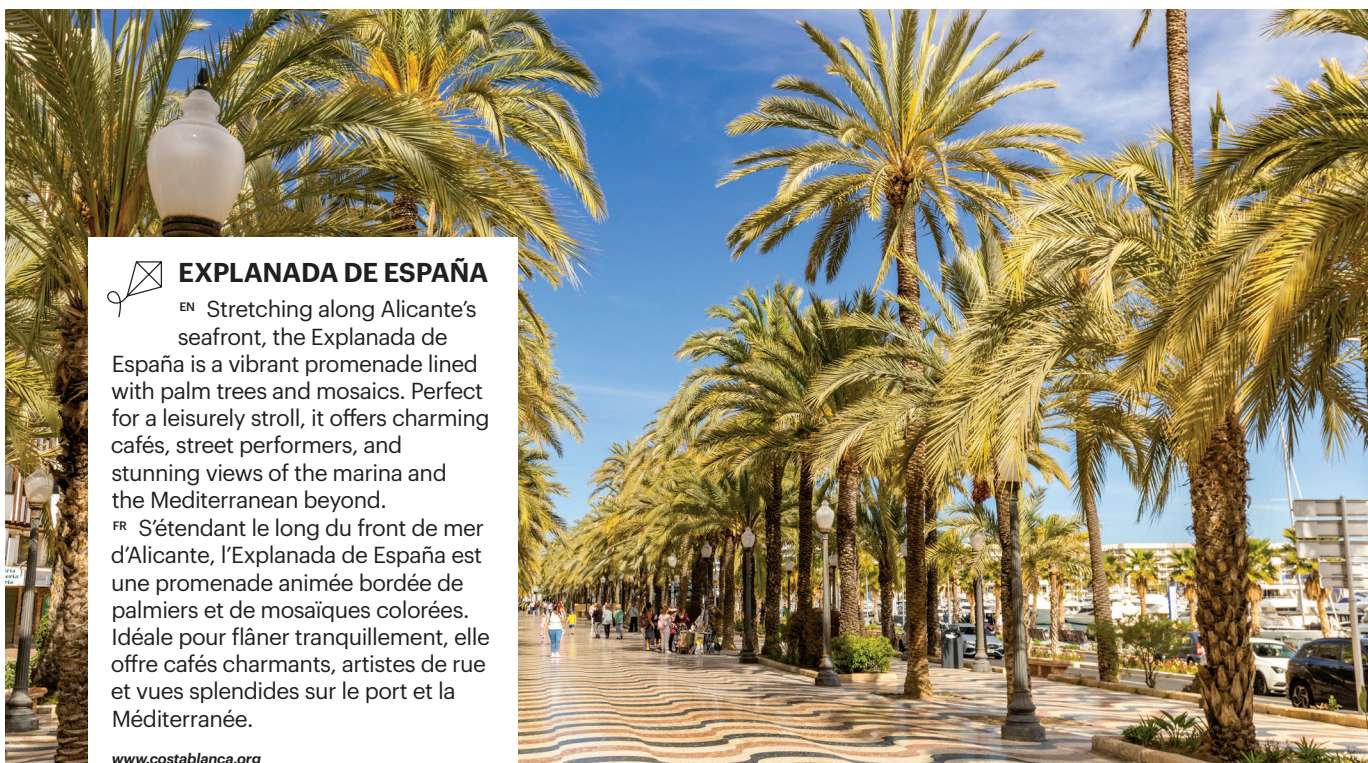 EXPLANADA DE ESPAÑA
EN Stretching along Alicante’s
seafront, the Explanada de
España is a vibrant promenade lined
with palm trees and mosaics. Perfect
for a leisurely stroll, it offers charming
cafés, street performers, and
stunning views of the marina and
the Mediterranean beyond.
FR S’étendant le long du front de mer
d’Alicante, l’Explanada de España est
une promenade animée bordée de
palmiers et de mosaïques colorées.
Idéale pour flâner tranquillement, elle
offre cafés charmants, artistes de rue
et vues splendides sur le port et la
Méditerranée.
www.costablanca.org